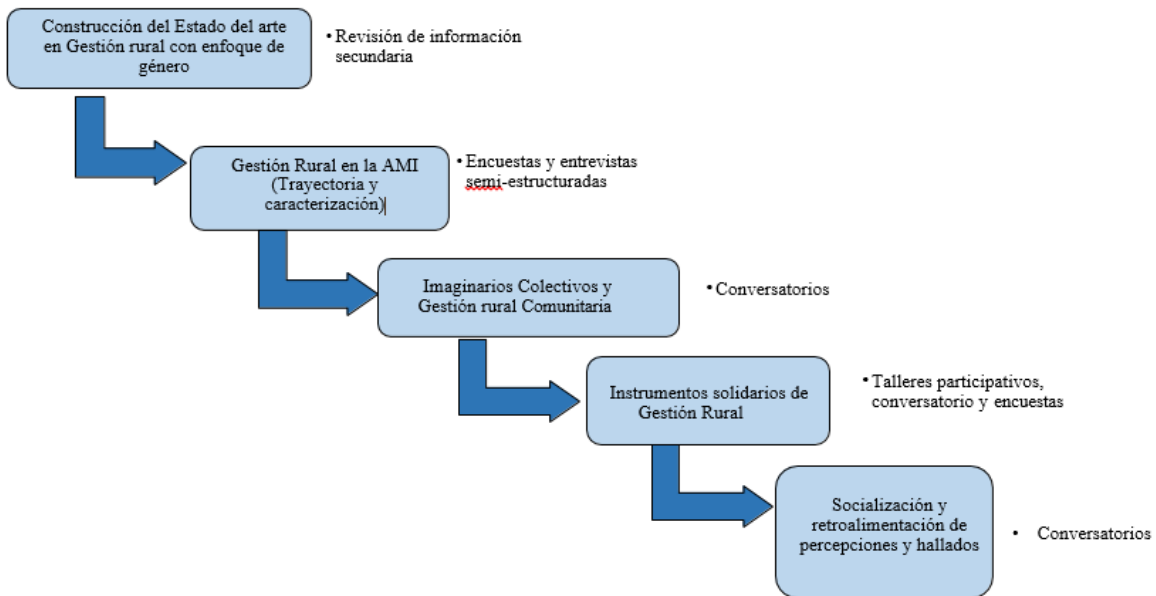 Construcción del Estado del arte
en Gestión rural con enfoque de
género
• Revisión de información
secundaria
Gestión Rural en la AMI
(Trayectoria y
caracterización)
• Encuestas y entrevistas
semi-estructuradas
Imaginarios Colectivos y
Gestión rural Comunitaria
• Conversatorios
Instrumentos solidarios de
Gestión Rural
• Talleres participativos,
conversatorio y encuestas
Socialización y
retroalimentación de
percepciones y hallados
• Conversatorios